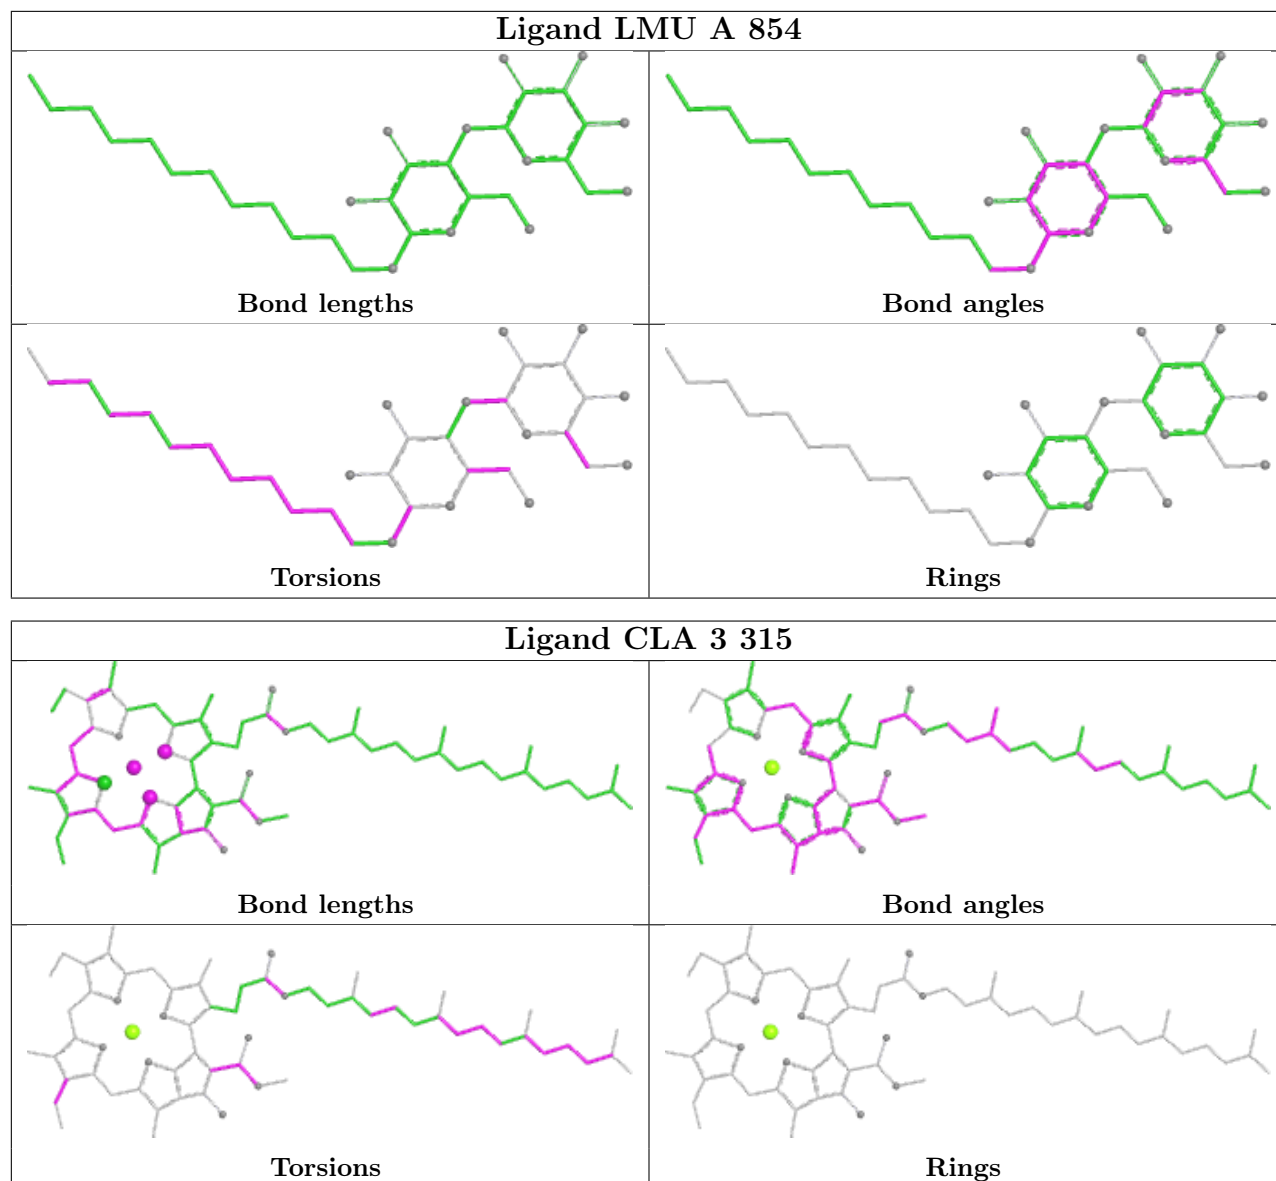 Ligand LMU A 854
Bond lengths
Bond angles
Torsions
Rings
Ligand CLA 3 315
Bond lengths
Bond angles
Torsions
Rings